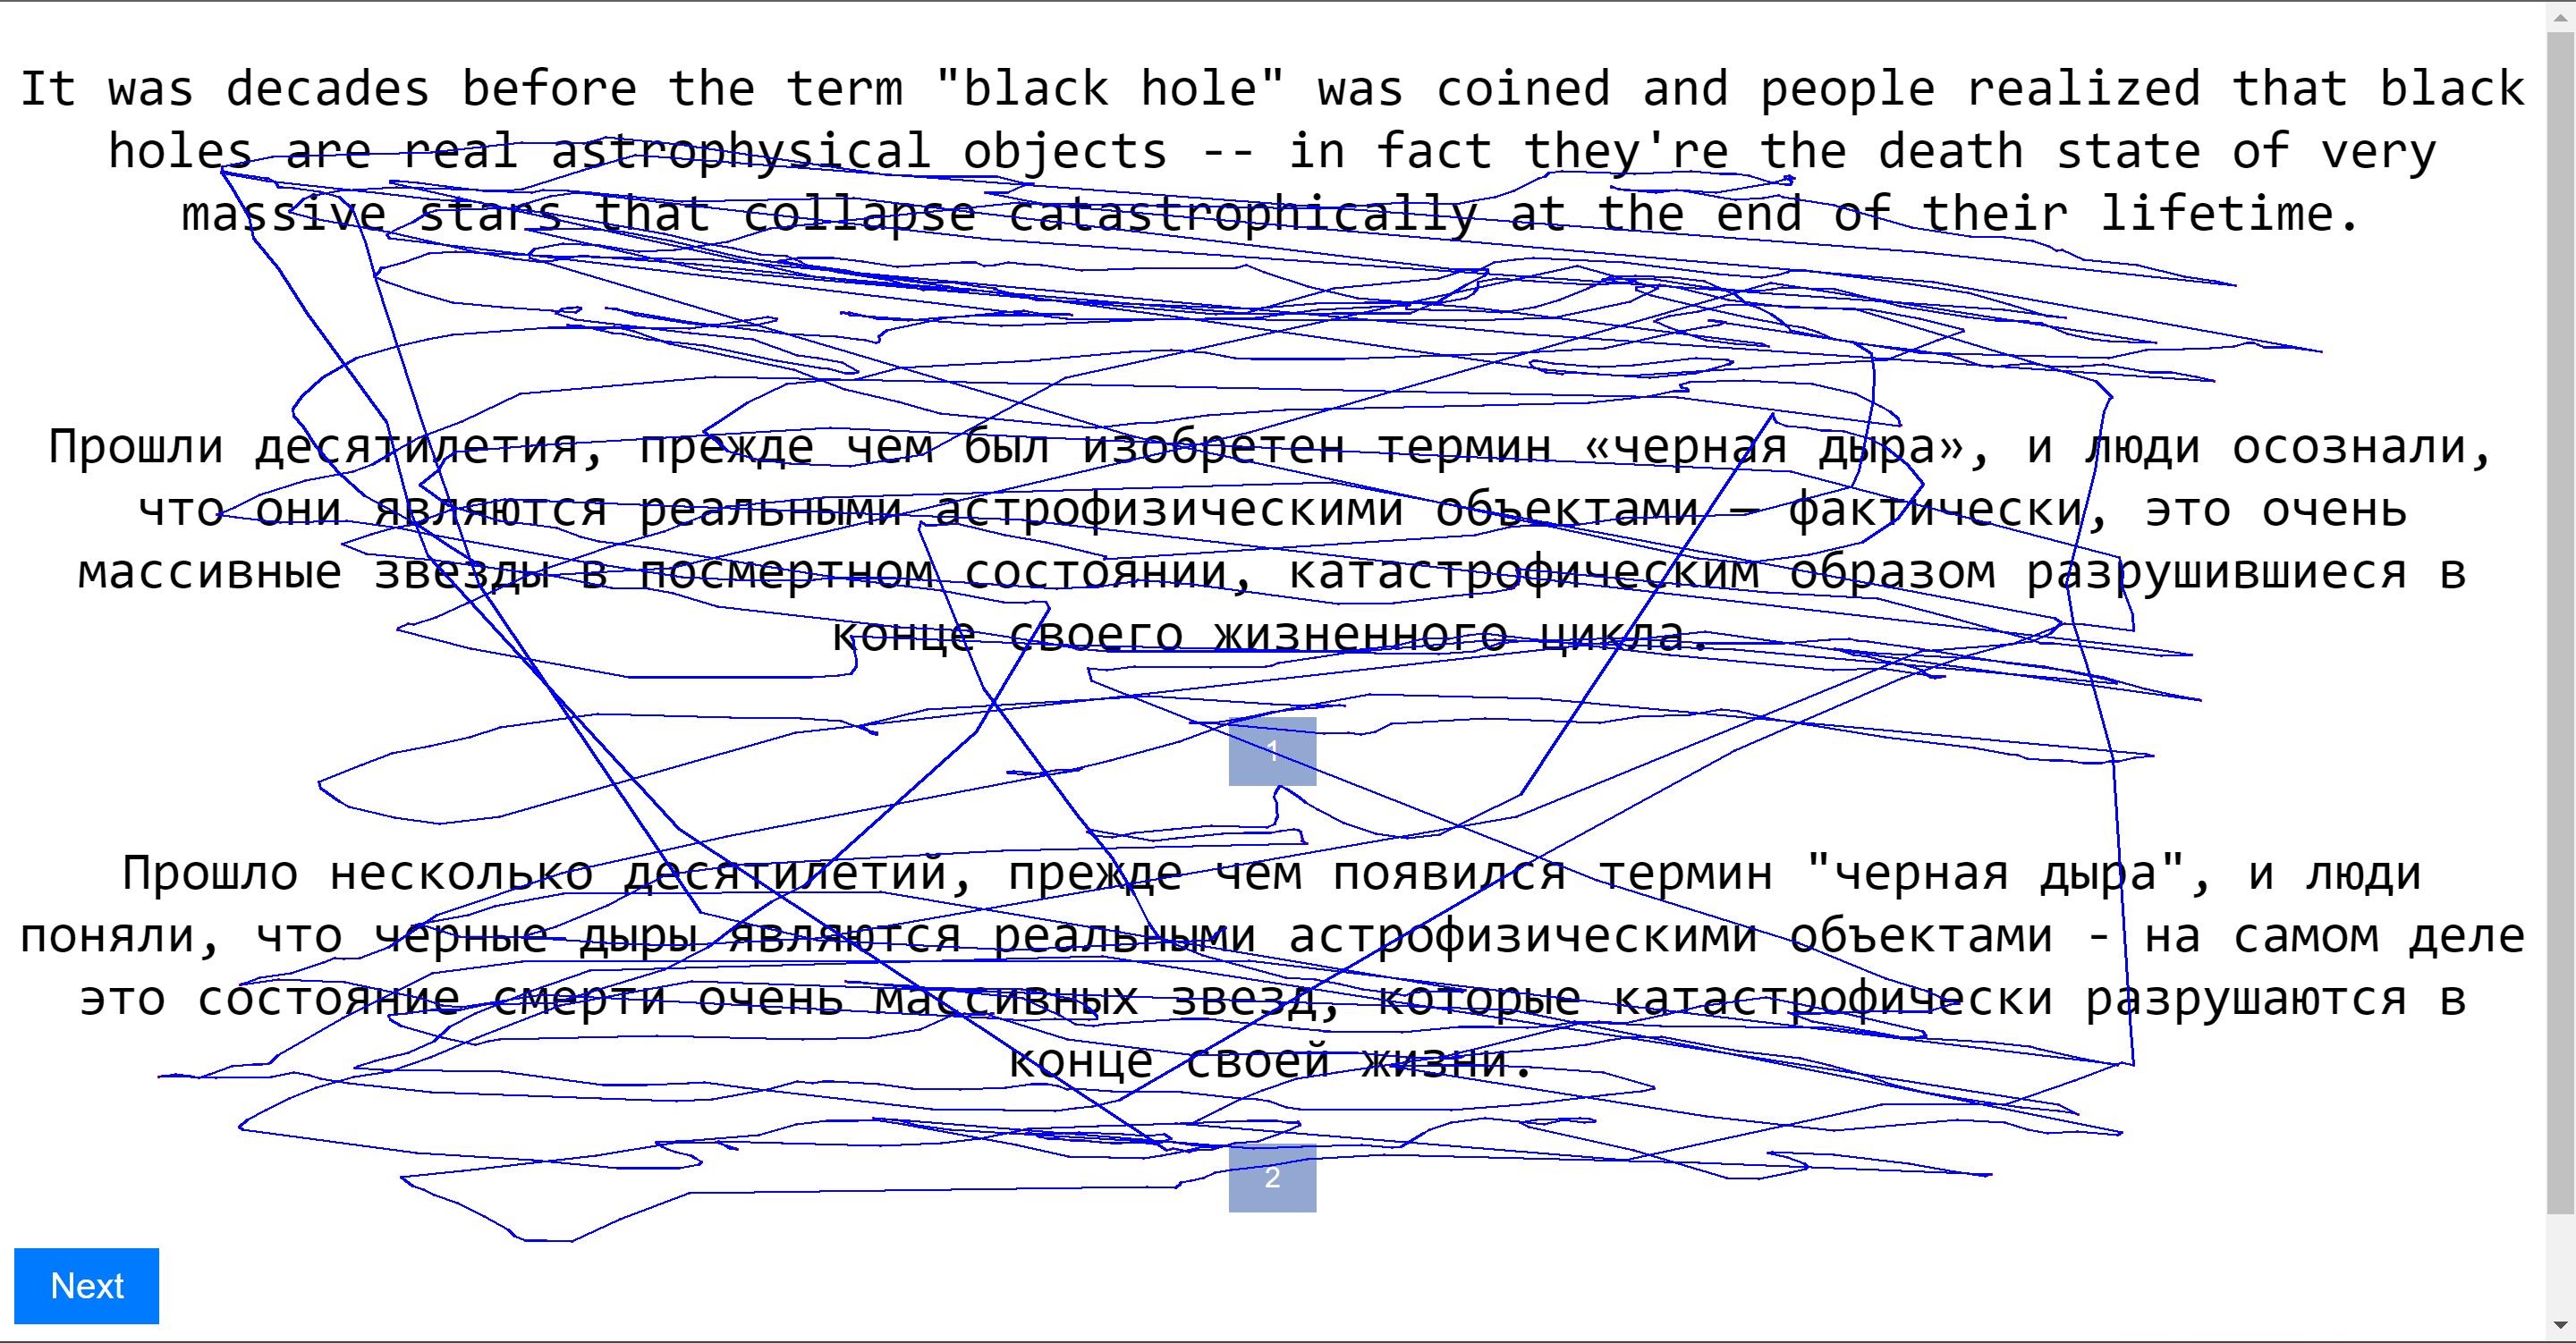 It was decades before the term "black hole" was coined and people realized that black
holes are real astrophysical objects -- in fact they're the death state of very
massive stars that collapse catastrophically at the end of their lifetime.
Прошли десятилетия, прежде чем был изобретен термин «черная дыра», и люди осознали,
что они являются реальными астрофизическими объектами — фактически, это очень
массивные звезды в посмертном состоянии, катастрофическим образом разрушившиеся в
конце своего жизненного цикла.
1
Прошло несколько десятилетий, прежде чем появился термин "черная дыра", и люди
поняли, что черные дыры являются реальными астрофизическими объектами - на самом деле
это состояние смерти очень массивных звезд, которые катастрофически разрушаются в
конце своей жизни.
2
Next